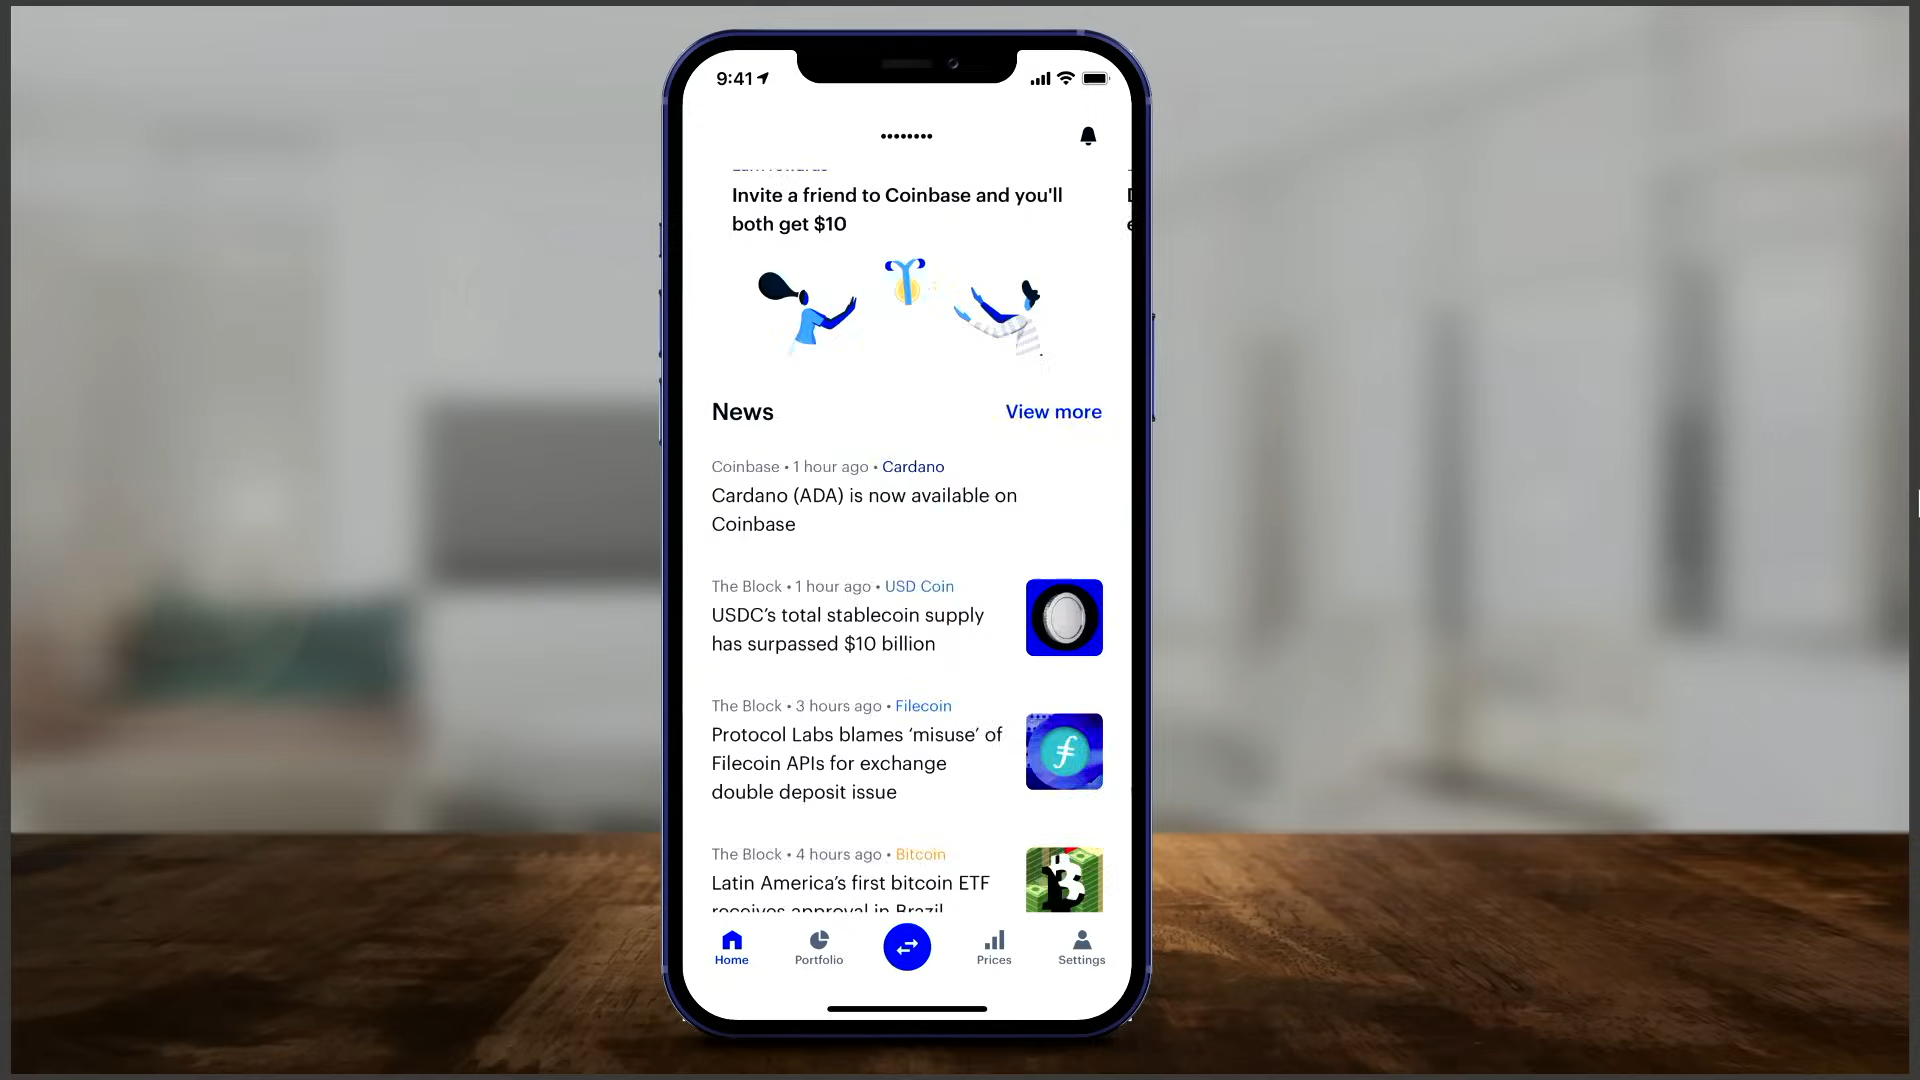 9:41
Invite a friend to Coinbase and you'll
both get $10
News
View more
Coinbase • 1 hour ago • Cardano
Cardano (ADA) is now available on
Coinbase
The Block • 1 hour ago • USD Coin
USDC’s total stablecoin supply
has surpassed $10 billion
The Block • 3 hours ago • Filecoin
Protocol Labs blames ‘misuse’ of
Filecoin APIs for exchange
double deposit issue
The Block • 4 hours ago • Bitcoin
Latin America’s first bitcoin ETF
receives approval in Brazil
Home
Portfolio
Prices
Settings